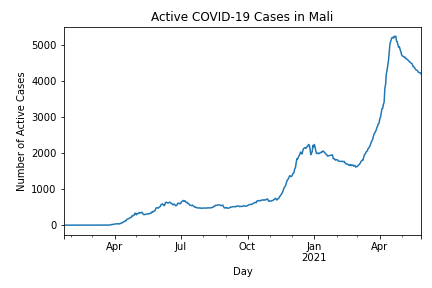 Active COVID-19 Cases in Mali
5000
4000
3000
2000
1000
0
Number of Active Cases
Apr Jul Oct Jan Apr
2021
Day